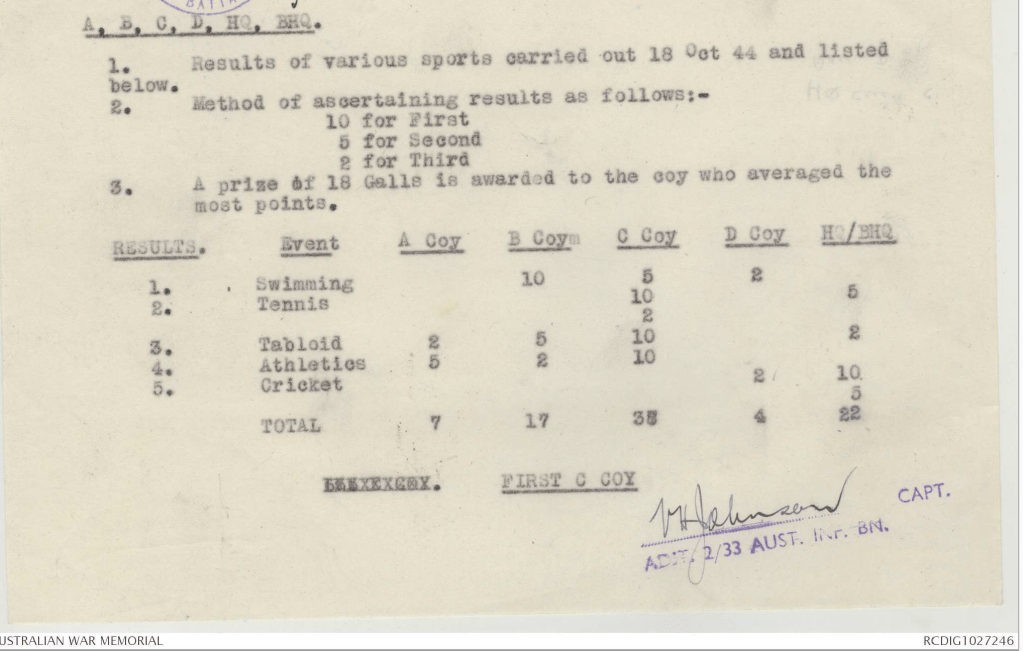 A, B, C, D, HQ, BHQ.
1. Results of various sports carried out 18 Oct 44 and listed
below.
2. Method of ascertaining results as follows:-
10 for First
5 for Second
2 for Third
3. A prize of 18 Galls is awarded to the coy who averaged the
most points.
RESULTS. Event A Coy B Coy C Coy D Coy HQ/BHQ
1. Swimming 10 5 2
2. Tennis 10 5
2
3. Tabloid 2 5 10 2
4. Athletics 5 2 10
5. Cricket 2 10
5
TOTAL 7 17 4 22
FIRST C COY
VHJohnson CAPT.
ADJT. 2/33 AUST. INF. BN.
AUSTRALIAN WAR MEMORIAL
RCDIG1027246